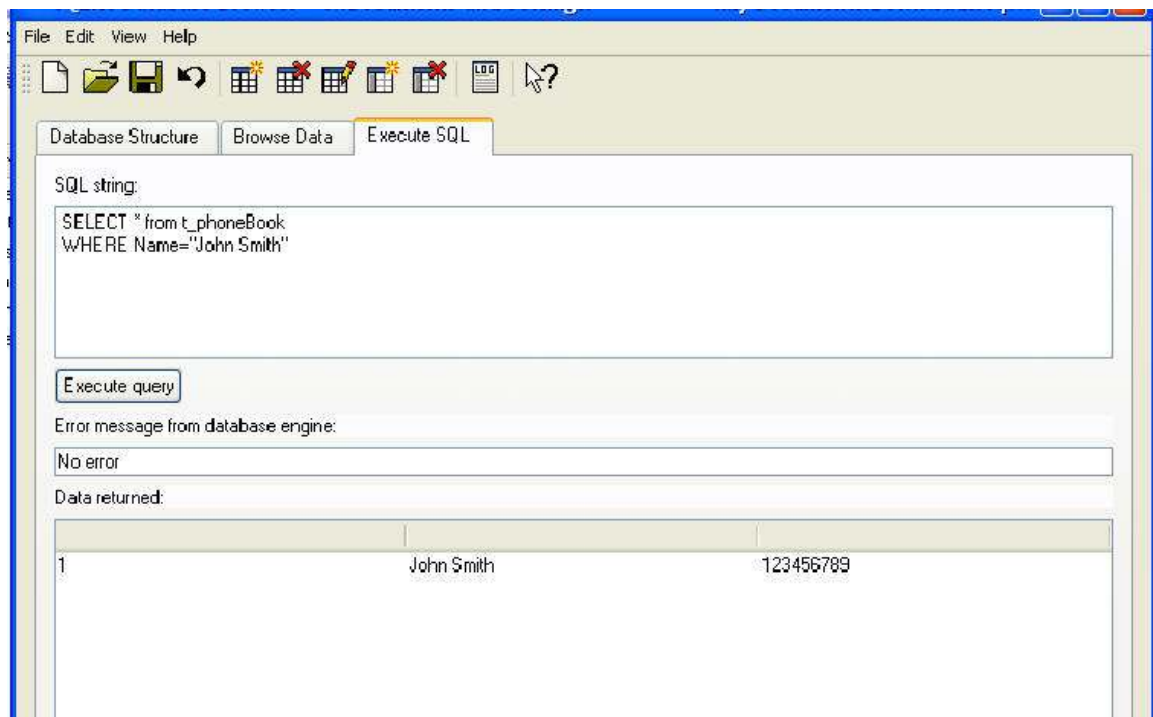 File Edit View Help
LOG
Database Structure Browse Data Execute SQL
SQL string:
SELECT * from t_phoneBook
WHERE Name="John Smith"
Execute query
Error message from database engine:
No error
Data returned:
1 John Smith 123456789